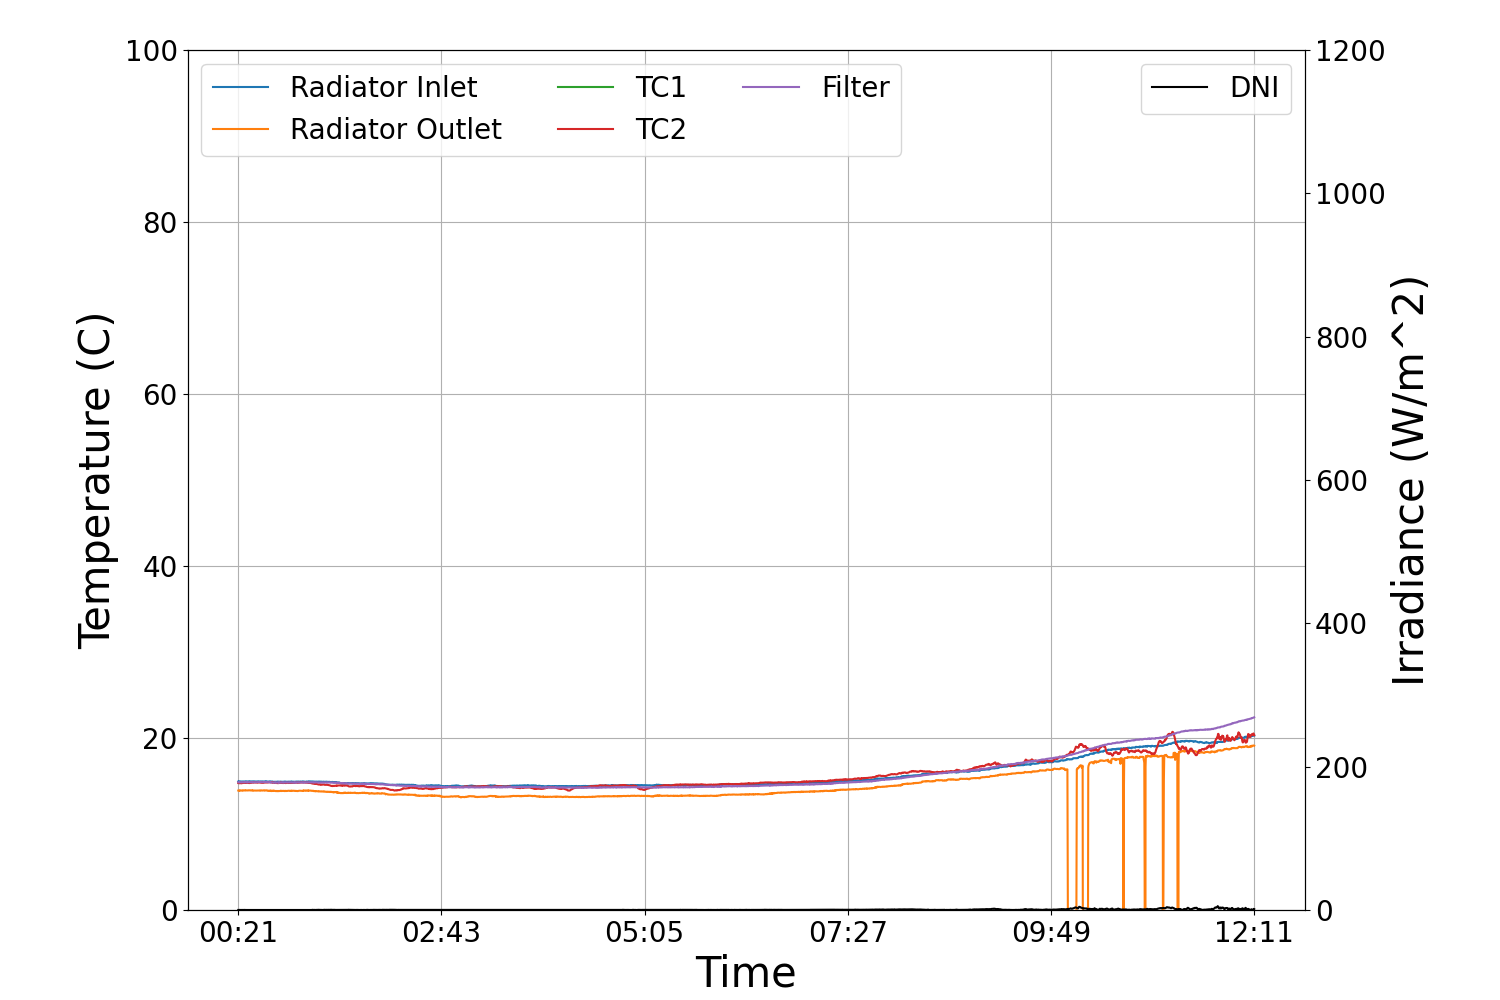 100
80
60
40
20
0
Temperature (C)
Radiator Inlet
Radiator Outlet
TC1
TC2
Filter
DNI
1200
1000
800
600
400
200
0
Irradiance (W/m^2)
00:21 02:43 05:05 07:27 09:49 12:11
Time